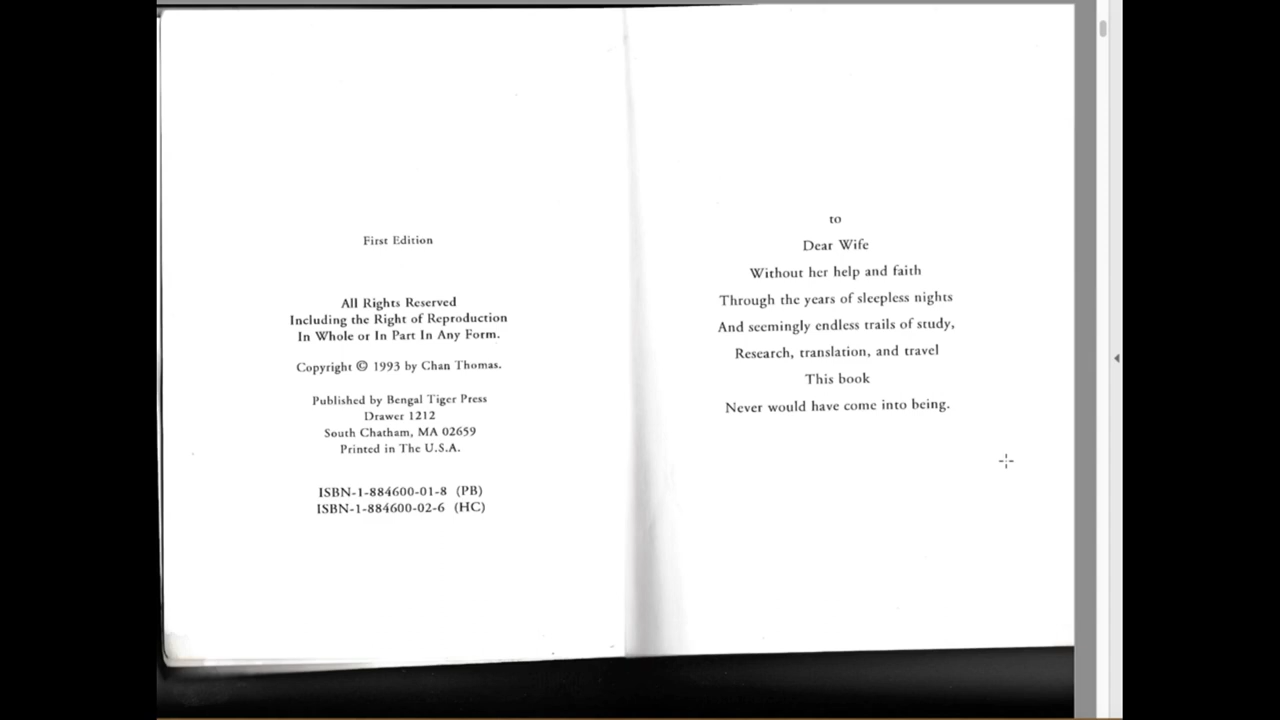 First Edition
All Rights Reserved
Including the Right of Reproduction
In Whole or In Part In Any Form.
Copyright © 1993 by Chan Thomas.
Published by Bengal Tiger Press
Drawer 1212
South Chatham, MA 02659
Printed in The U.S.A.
ISBN-1-884600-01-8 (PB)
ISBN-1-884600-02-6 (HC)
to
Dear Wife
Without her help and faith
Through the years of sleepless nights
And seemingly endless trails of study,
Research, translation, and travel
This book
Never would have come into being.